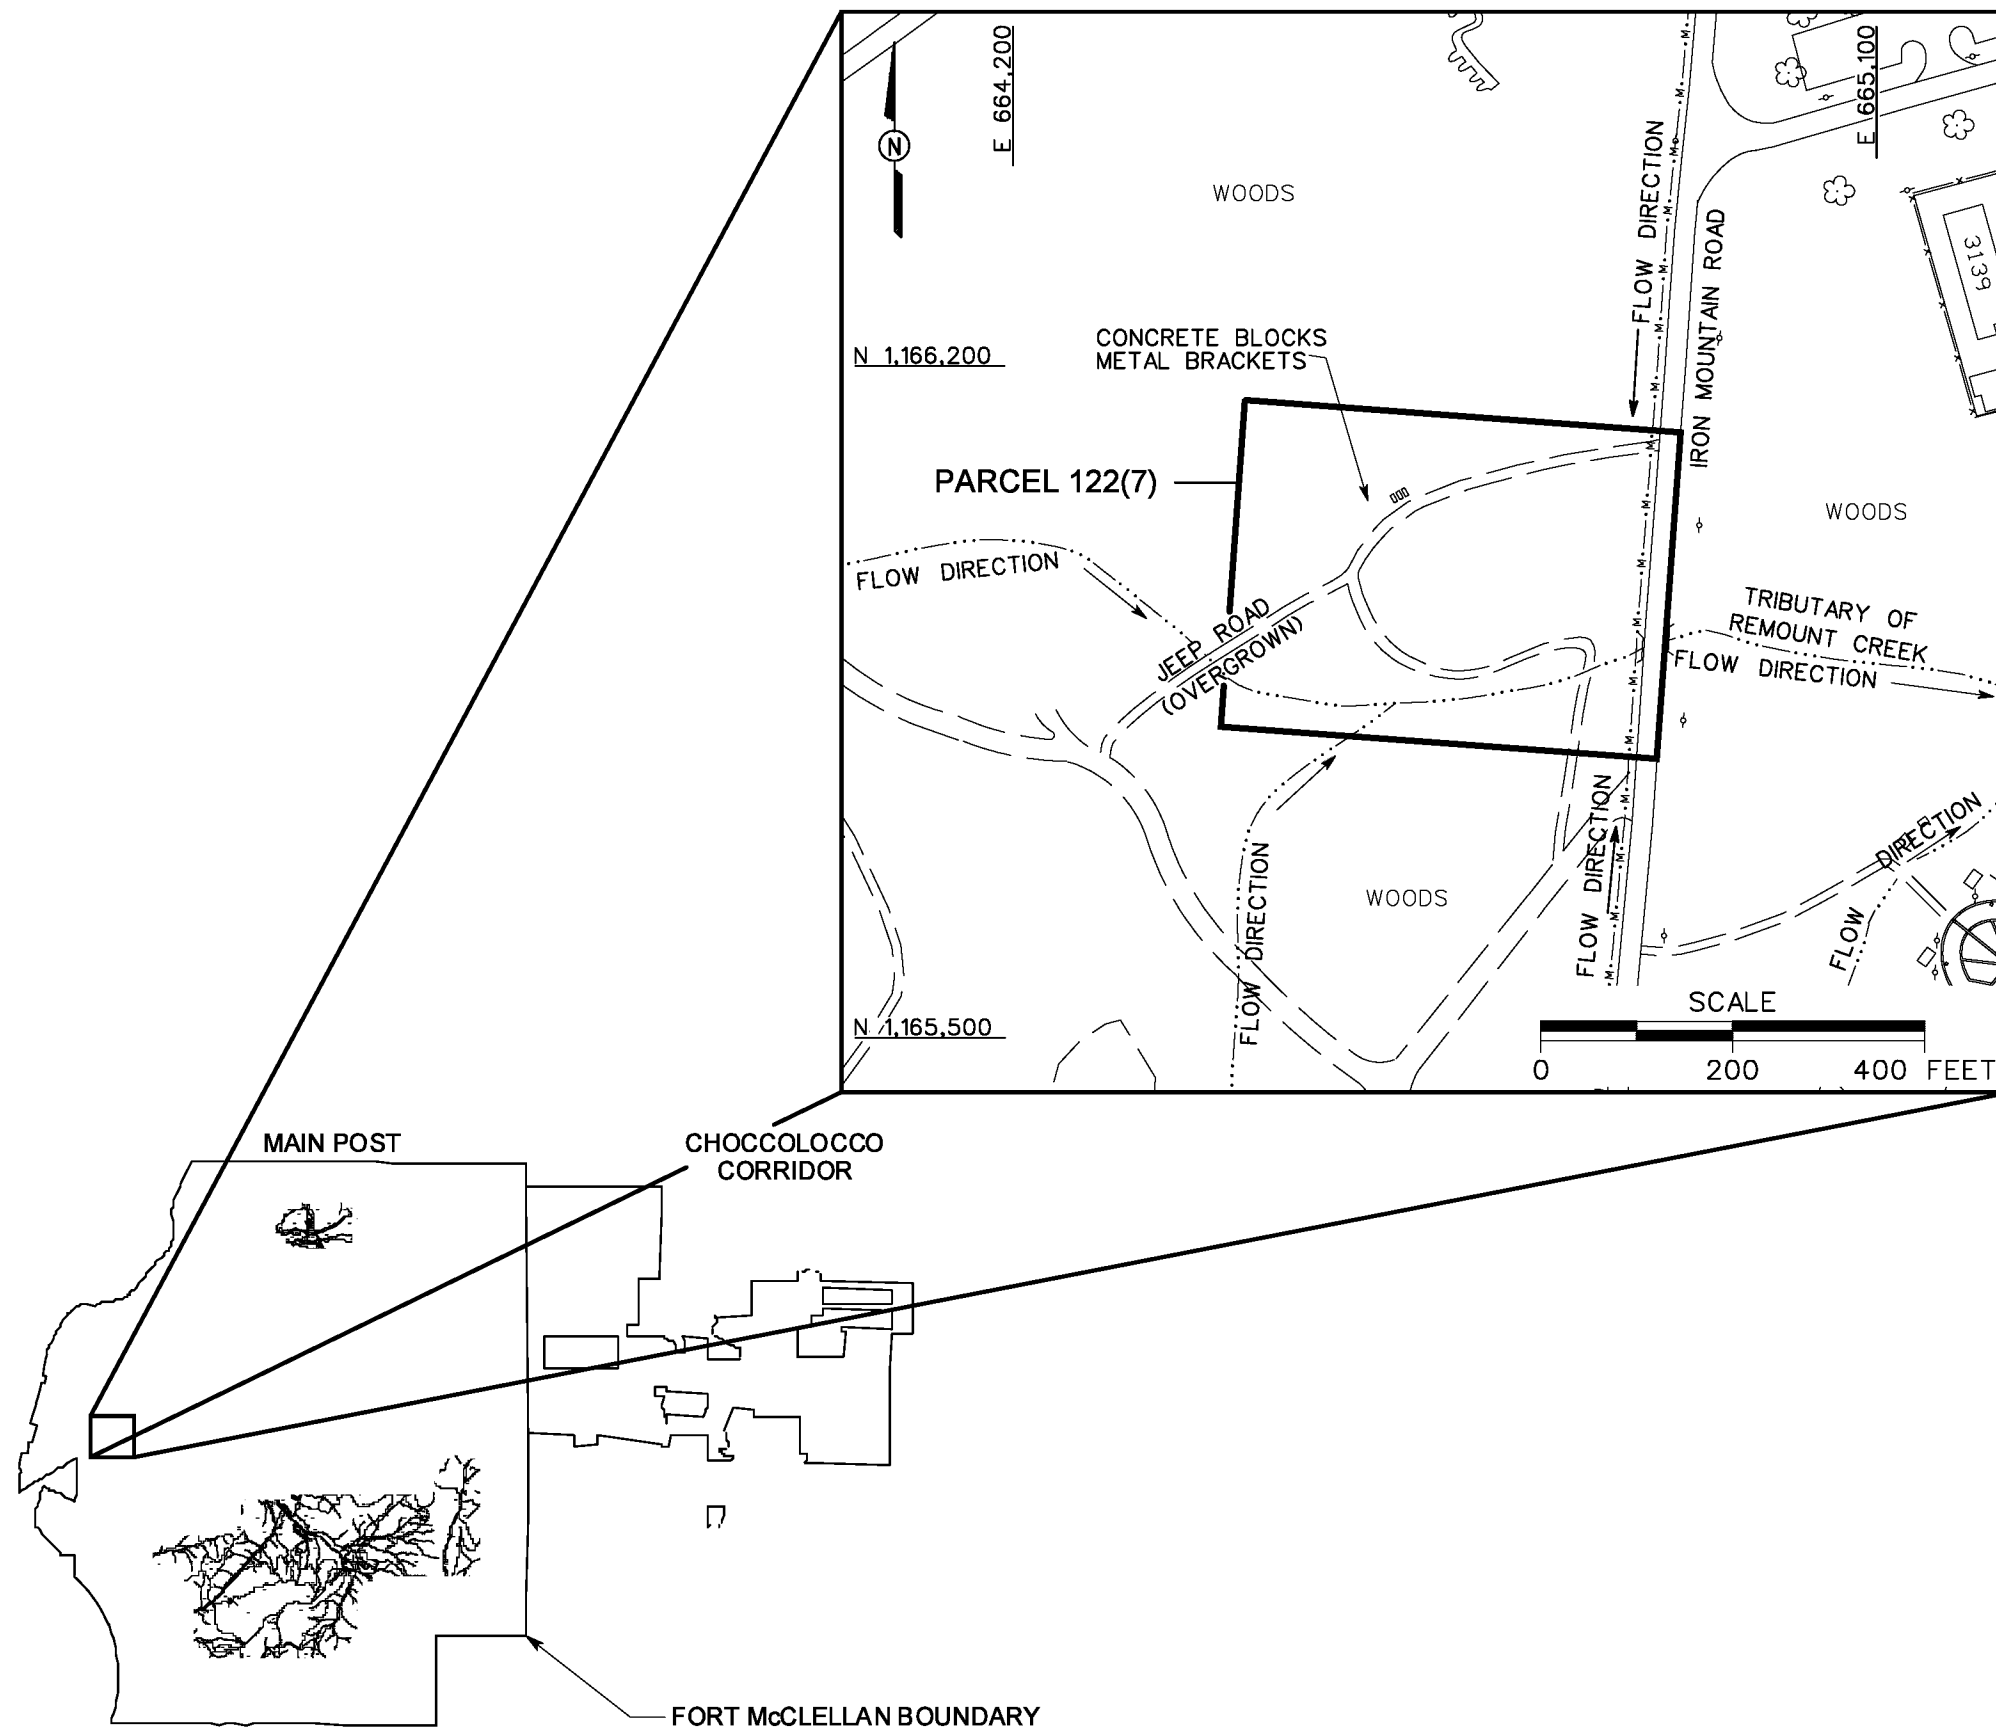 E 664,200
E 665,100
N
WOODS
FLOW DIRECTION
IRON MOUNTAIN ROAD
3139
N 1,166,200
CONCRETE BLOCKS
METAL BRACKETS
PARCEL 122(7)
WOODS
FLOW DIRECTION
JEEP ROAD
(OVERGROWN)
TRIBUTARY OF
REMOUNT CREEK
FLOW DIRECTION
FLOW DIRECTION
FLOW DIRECTION
FLOW DIRECTION
WOODS
N 1,165,500
SCALE
0 200 400 FEET
MAIN POST
CHOCCOLOCCO
CORRIDOR
FORT McCLELLAN BOUNDARY